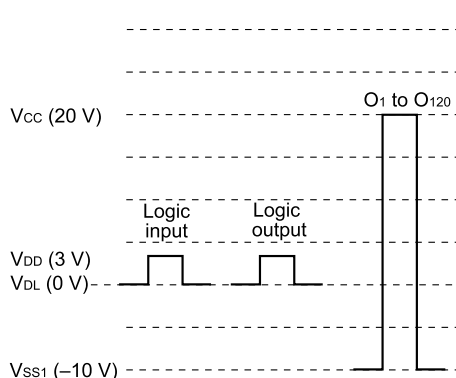 O1 to O120
VCC (20 V)
Logic
input
Logic
output
VDD (3 V)
VDL (0 V)
VSS1 (–10 V)